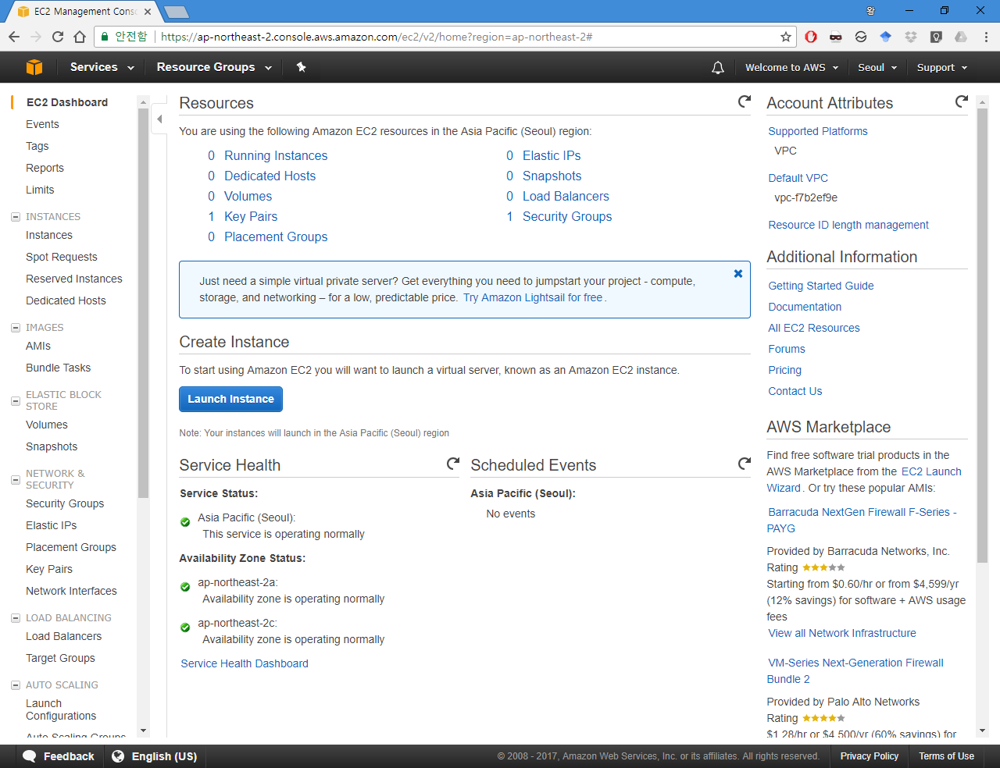 EC2 Management Cons
왕
안전함
https://ap-northeast-2.console.aws.amazon.com/ec2/v2/home?region=ap-northeast-2#
Services
Resource Groups
Welcome to AWS
Seoul
Support
EC2 Dashboard
Events
Tags
Reports
Limits
INSTANCES
Instances
Spot Requests
Reserved Instances
Dedicated Hosts
IMAGES
AMIs
Bundle Tasks
ELASTIC BLOCK
STORE
Volumes
Snapshots
NETWORK &
SECURITY
Security Groups
Elastic IPs
Placement Groups
Key Pairs
Network Interfaces
LOAD BALANCING
Load Balancers
Target Groups
AUTO SCALING
Launch
Configurations
Auto Scaling Groups
Resources
You are using the following Amazon EC2 resources in the Asia Pacific (Seoul) region:
0 Running Instances
0 Elastic IPs
0 Dedicated Hosts
0 Snapshots
0 Volumes
0 Load Balancers
1 Key Pairs
1 Security Groups
0 Placement Groups
Just need a simple virtual private server? Get everything you need to jumpstart your project - compute,
storage, and networking – for a low, predictable price. Try Amazon Lightsail for free.
Create Instance
To start using Amazon EC2 you will want to launch a virtual server, known as an Amazon EC2 instance.
Launch Instance
Note: Your instances will launch in the Asia Pacific (Seoul) region
Service Health
Service Status:
Asia Pacific (Seoul):
This service is operating normally
Availability Zone Status:
ap-northeast-2a:
Availability zone is operating normally
ap-northeast-2c:
Availability zone is operating normally
Service Health Dashboard
Scheduled Events
Asia Pacific (Seoul):
No events
Account Attributes
Supported Platforms
VPC
Default VPC
vpc-f7b2ef9e
Resource ID length management
Additional Information
Getting Started Guide
Documentation
All EC2 Resources
Forums
Pricing
Contact Us
AWS Marketplace
Find free software trial products in the
AWS Marketplace from the EC2 Launch
Wizard. Or try these popular AMIs:
Barracuda NextGen Firewall F-Series -
PAYG
Provided by Barracuda Networks, Inc.
Rating
Starting from $0.60/hr or from $4,599/yr
(12% savings) for software + AWS usage
fees
View all Network Infrastructure
VM-Series Next-Generation Firewall
Bundle 2
Provided by Palo Alto Networks
Rating
$1.28/hr or $4,500/yr (60% savings) for
Feedback
English (US)
© 2008 - 2017, Amazon Web Services, Inc. or its affiliates. All rights reserved.
Privacy Policy
Terms of Use